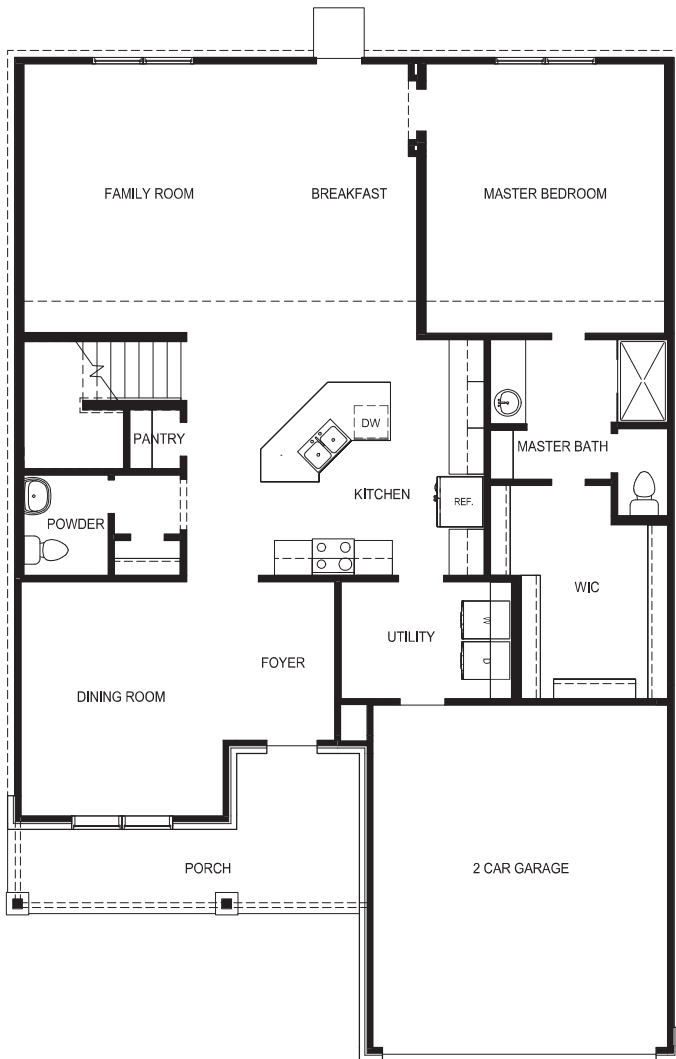 FAMILY ROOM
BREAKFAST
MASTER BEDROOM
DW
PANTRY
MASTER BATH
KITCHEN
REF.
POWDER
WIC
W
UTILITY
D
FOYER
DINING ROOM
PORCH
2 CAR GARAGE